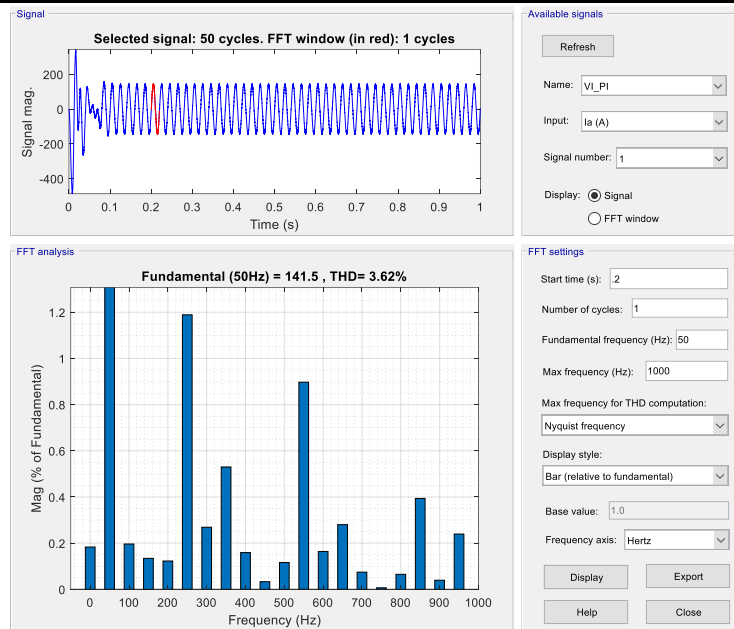 Signal
Selected signal: 50 cycles. FFT window (in red): 1 cycles
Signal mag.
200
0
-200
-400
0 0.1 0.2 0.3 0.4 0.5 0.6 0.7 0.8 0.9 1
Time (s)
Available signals
Refresh
Name: VI_PI
Input: Ia (A)
Signal number: 1
Display: Signal
FFT window
FFT analysis
Fundamental (50Hz) = 141.5 , THD= 3.62%
Mag (% of Fundamental)
1.2
1
0.8
0.6
0.4
0.2
0
0 100 200 300 400 500 600 700 800 900 1000
Frequency (Hz)
FFT settings
Start time (s): .2
Number of cycles: 1
Fundamental frequency (Hz): 50
Max frequency (Hz): 1000
Max frequency for THD computation:
Nyquist frequency
Display style:
Bar (relative to fundamental)
Base value: 1.0
Frequency axis: Hertz
Display Export
Help Close